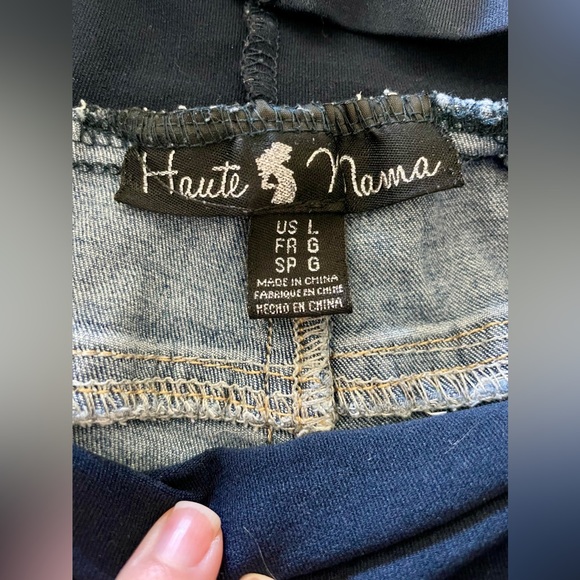 Haute Mama
US L
FR G
SP G
MADE IN CHINA
FABRIQUE EN CHINE
HECHO EN CHINA